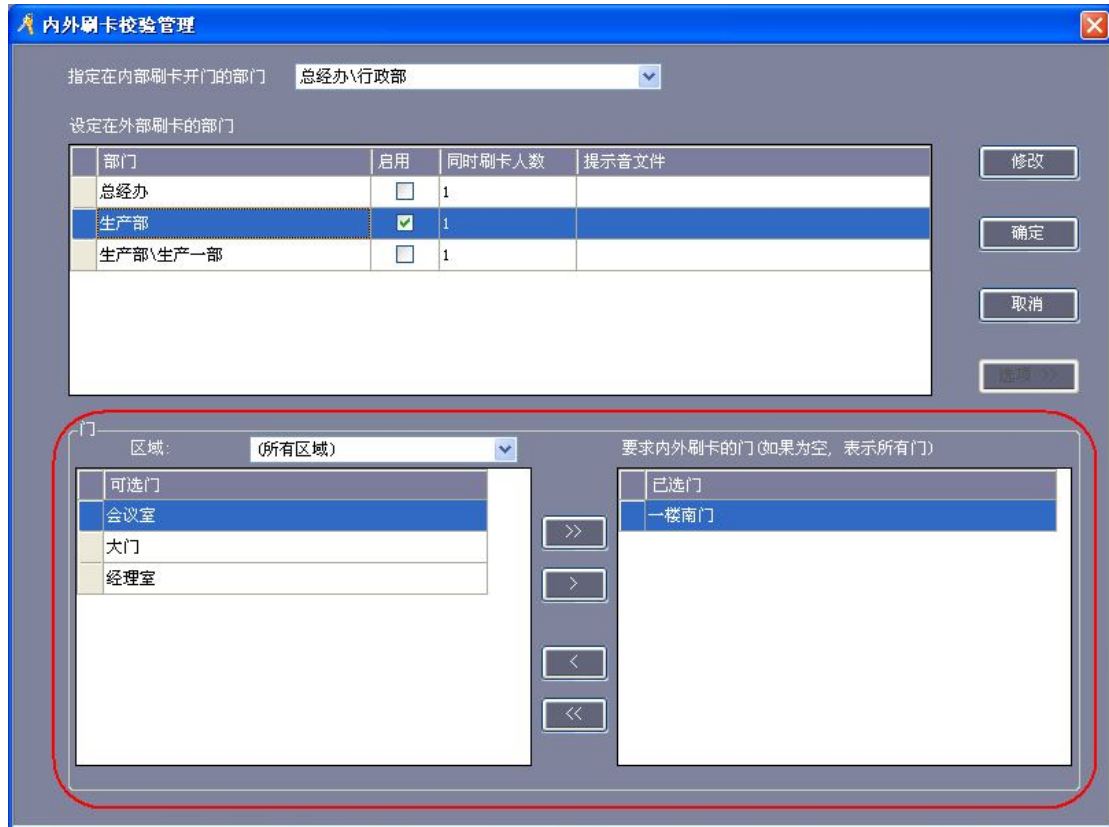 内外刷卡校验管理
指定在内部刷卡开门的部门 总经办\行政部
设定在外部刷卡的部门
部门 启用 同时刷卡人数 提示音文件
总经办 1
生产部 1
生产部\生产一部 1
修改
确定
取消
选项 >>
门
区域: (所有区域) 要求内外刷卡的门(如果为空, 表示所有门)
可选门
会议室
大门
经理室
>>
>
<
<<
已选门
一楼南门